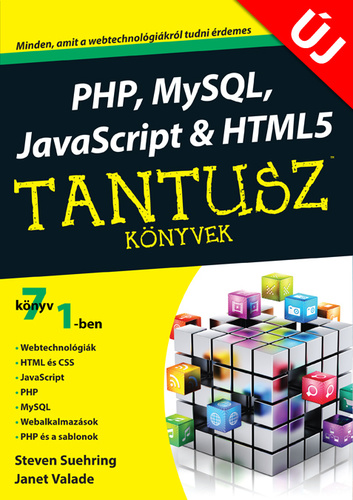 Minden, amit a webtechnológiákról tudni érdemes
ÚJ
PHP, MySQL,
JavaScript & HTML5
TANTUSZ™
KÖNYVEK
7 könyv 1-ben
• Webtechnológiák
• HTML és CSS
• JavaScript
• PHP
• MySQL
• Webalkalmazások
• PHP és a sablonok
Steven Suehring
Janet Valade